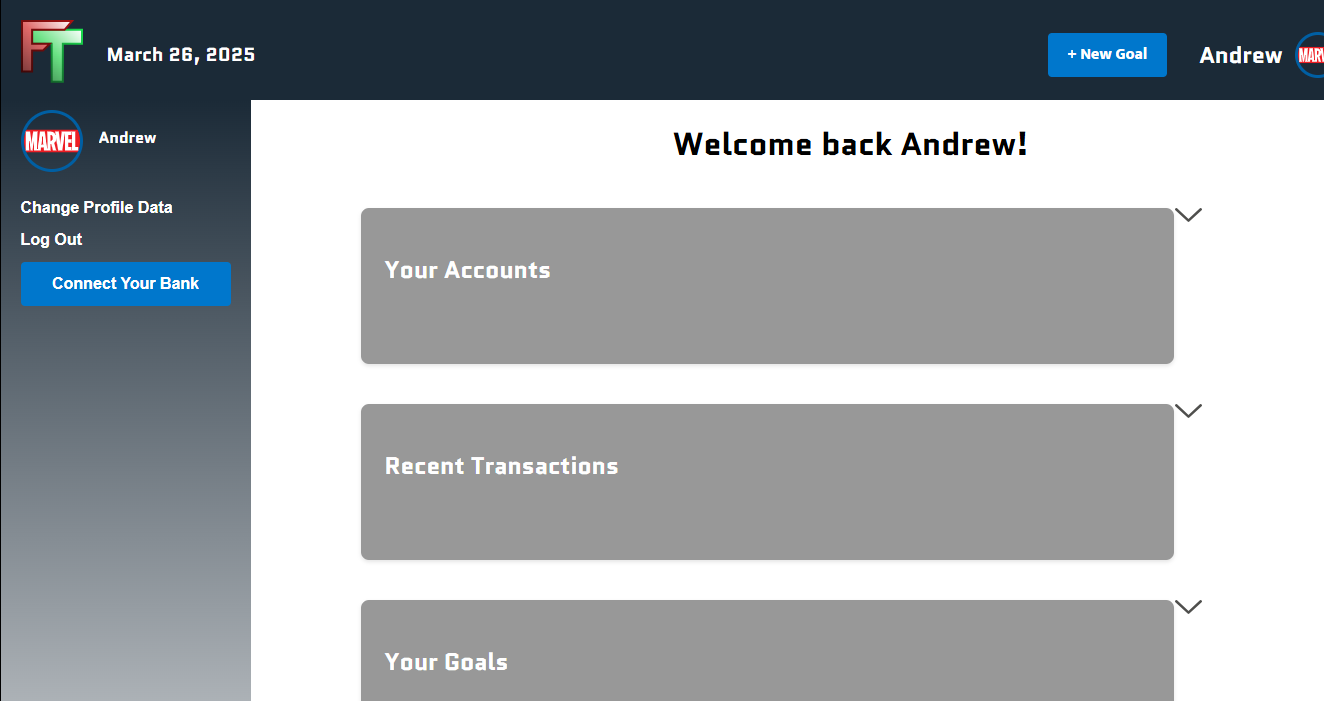 FT
March 26, 2025
+ New Goal
Andrew
MARV
MARVEL
Andrew
Change Profile Data
Log Out
Connect Your Bank
Welcome back Andrew!
Your Accounts
Recent Transactions
Your Goals